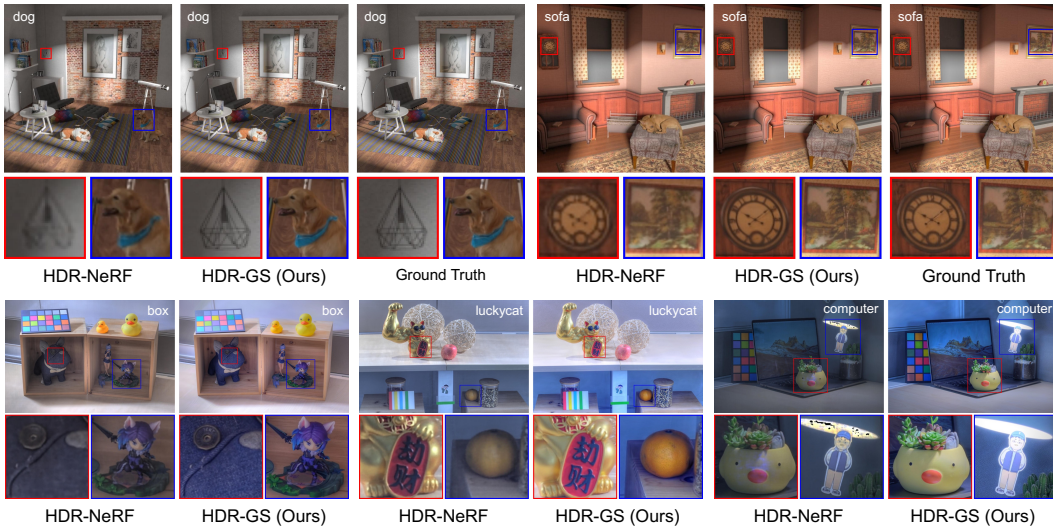 dog
dog
dog
sofa
sofa
sofa
HDR-NeRF
HDR-GS (Ours)
Ground Truth
HDR-NeRF
HDR-GS (Ours)
Ground Truth
box
box
luckycat
luckycat
computer
computer
劫
财
劫
财
HDR-NeRF
HDR-GS (Ours)
HDR-NeRF
HDR-GS (Ours)
HDR-NeRF
HDR-GS (Ours)